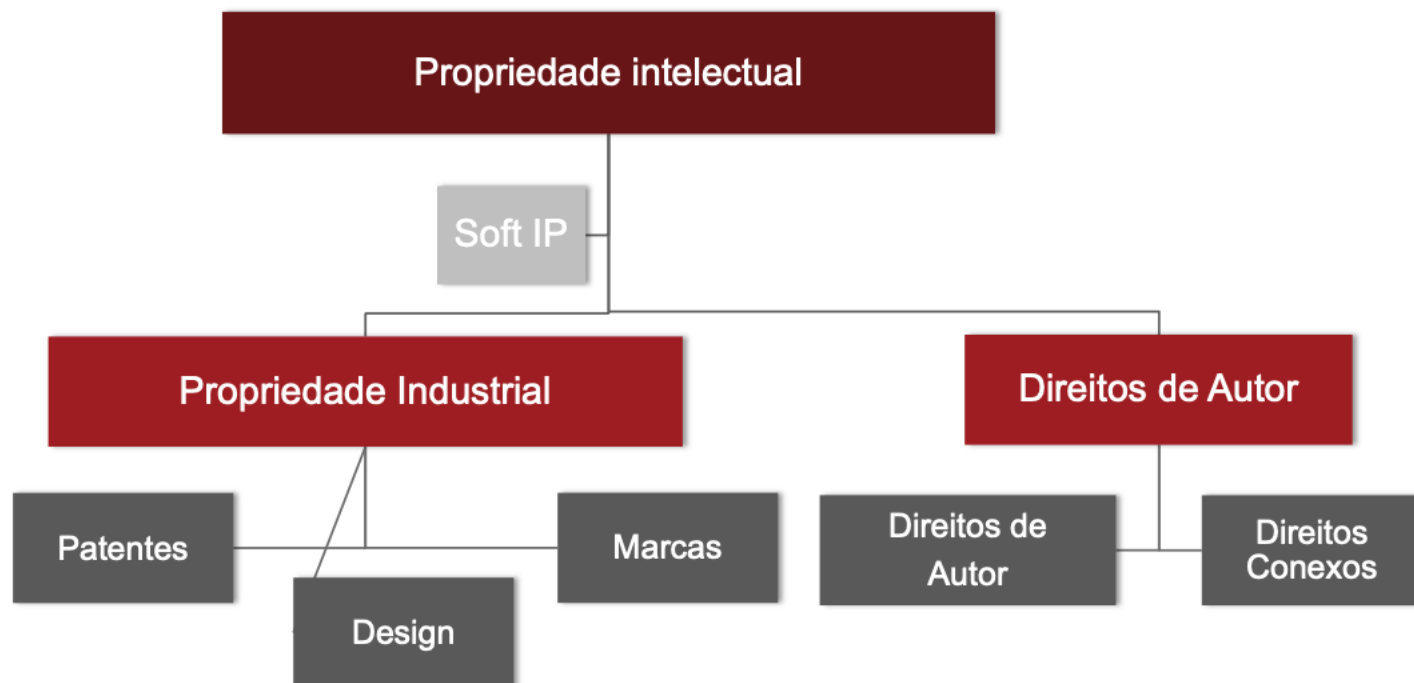 Propriedade intelectual
Soft IP
Propriedade Industrial
Direitos de Autor
Patentes
Design
Marcas
Direitos de
Autor
Direitos
Conexos